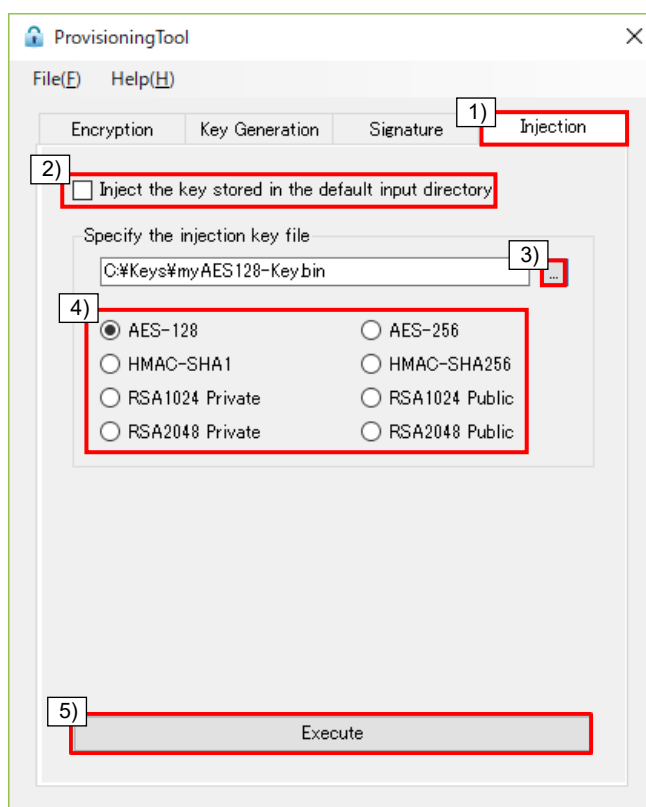 ProvisioningTool
File(F) Help(H)
1)
Encryption Key Generation Signature Injection
2)
Inject the key stored in the default input directory
Specify the injection key file
3)
C:¥Keys¥myAES128-Key.bin ...
4)
AES-128 AES-256
HMAC-SHA1 HMAC-SHA256
RSA1024 Private RSA1024 Public
RSA2048 Private RSA2048 Public
5)
Execute